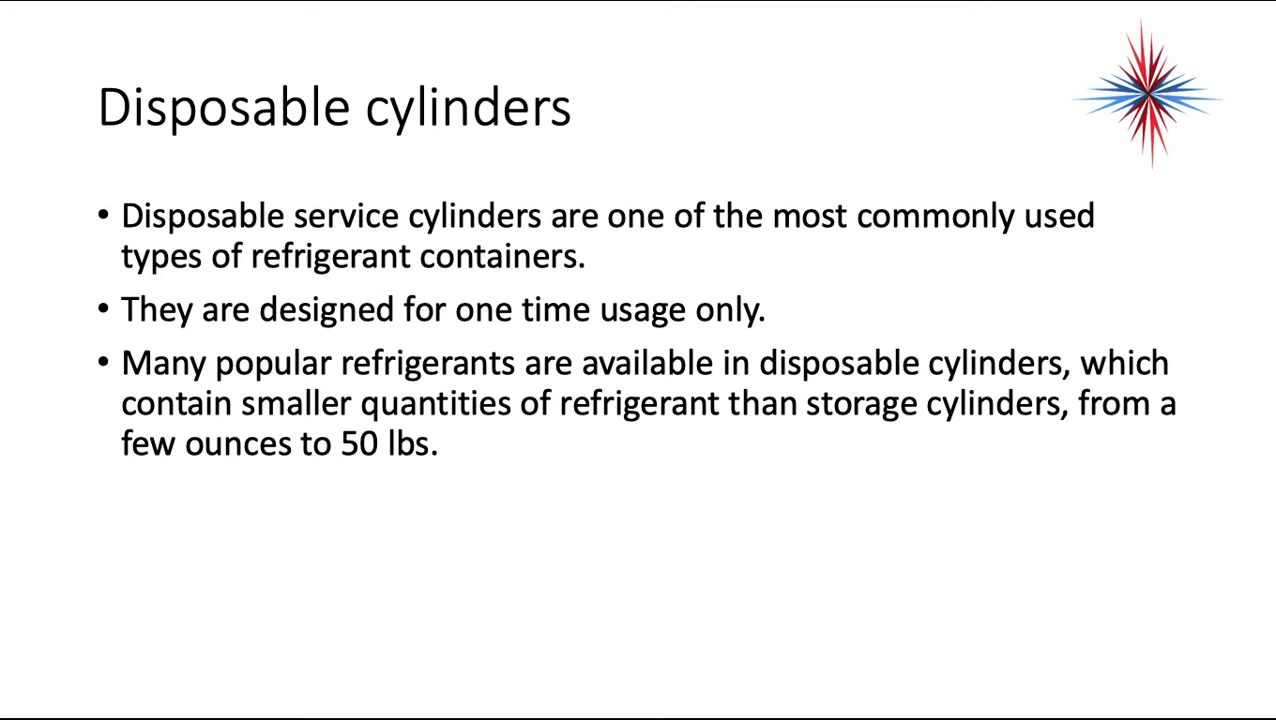 Disposable cylinders
• Disposable service cylinders are one of the most commonly used
types of refrigerant containers.
• They are designed for one time usage only.
• Many popular refrigerants are available in disposable cylinders, which
contain smaller quantities of refrigerant than storage cylinders, from a
few ounces to 50 lbs.